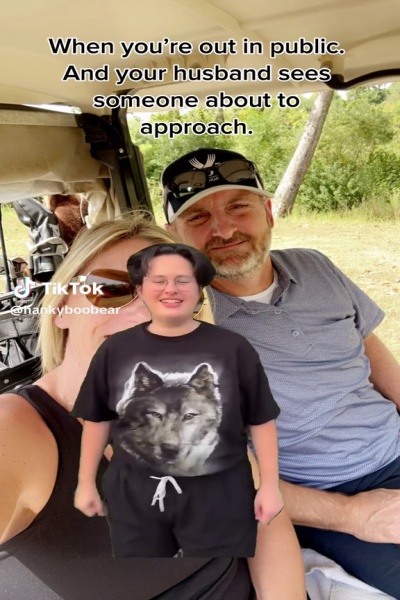 When you're out in public.
And your husband sees
someone about to
approach.
TikTok
@hankyboobear